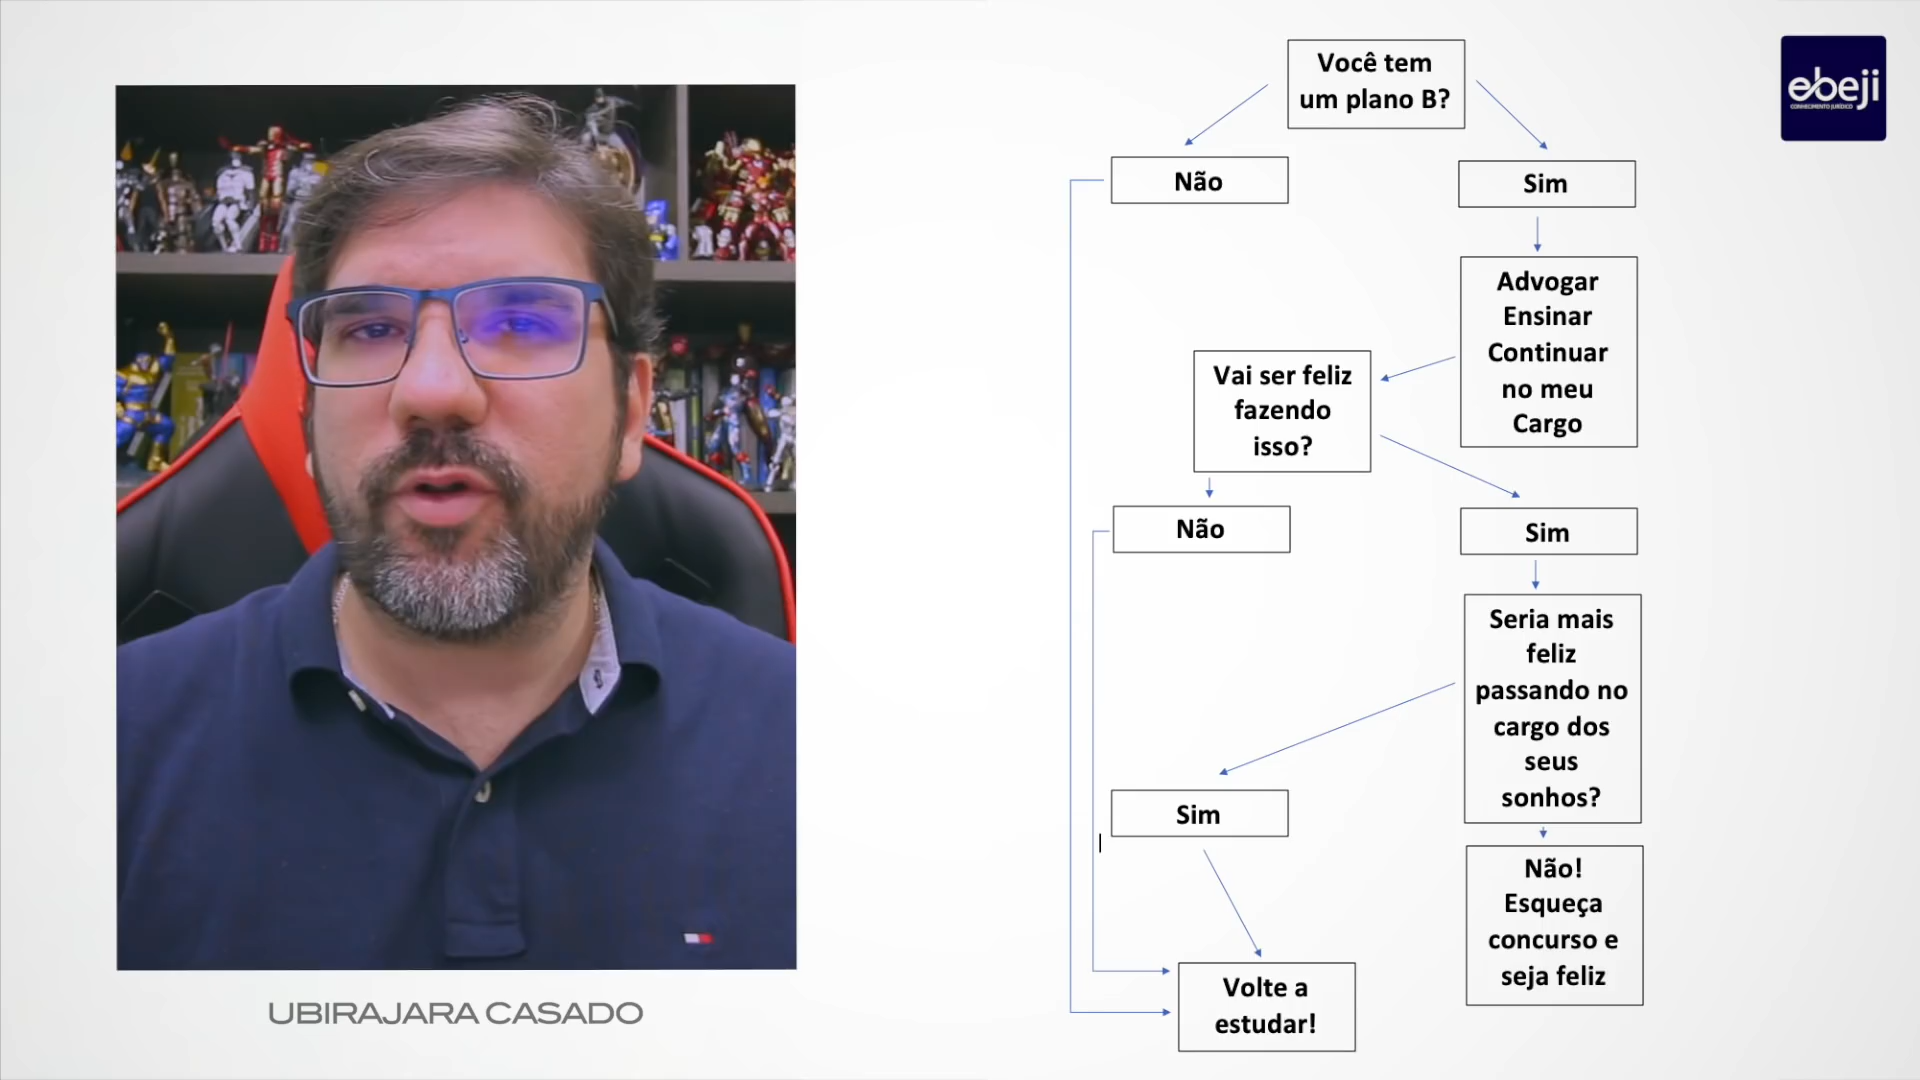 Você tem
um plano B?
ebeji
CONHECIMENTO JURÍDICO
Não
Sim
Advogar
Ensinar
Continuar
no meu
Cargo
Vai ser feliz
fazendo
isso?
Não
Sim
Seria mais
feliz
passando no
cargo dos
seus
sonhos?
Sim
Não!
Esqueça
concurso e
seja feliz
Volte a
estudar!
UBIRAJARA CASADO